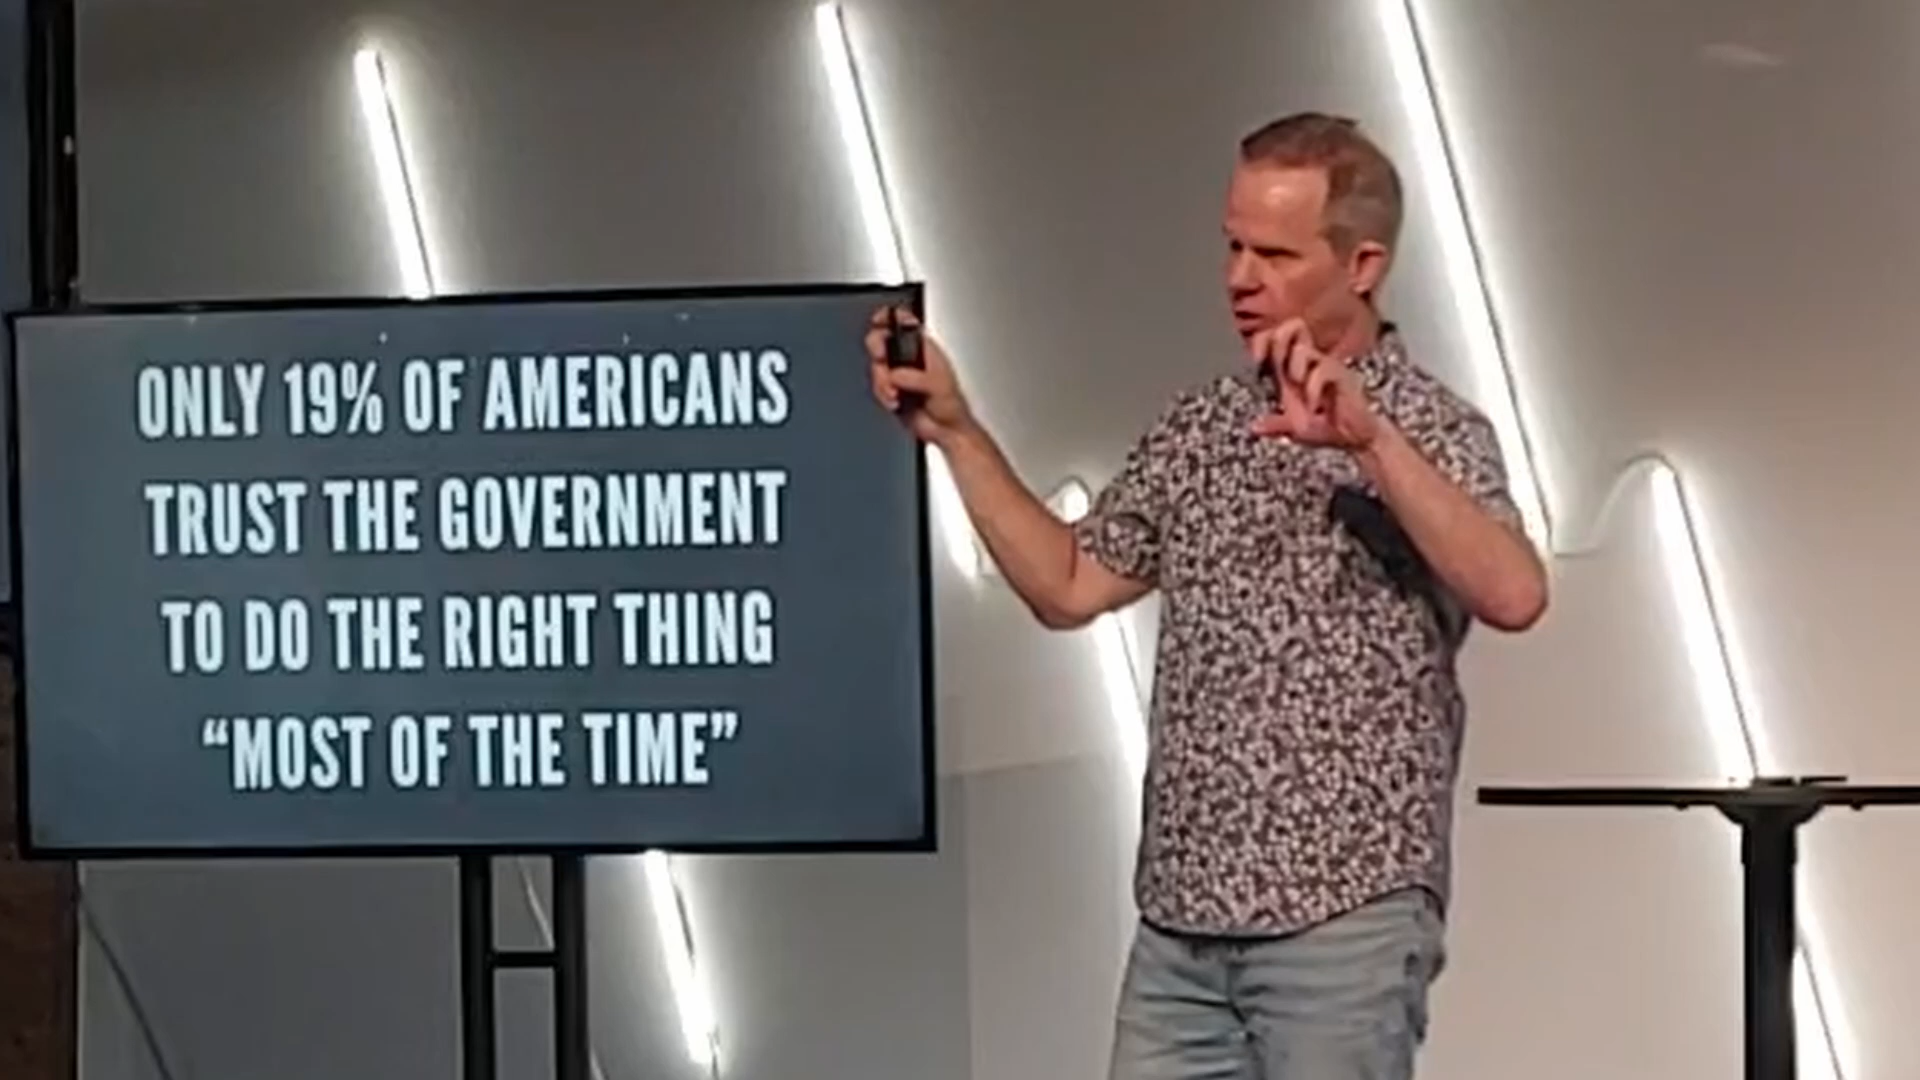 ONLY 19% OF AMERICANS
TRUST THE GOVERNMENT
TO DO THE RIGHT THING
“MOST OF THE TIME”